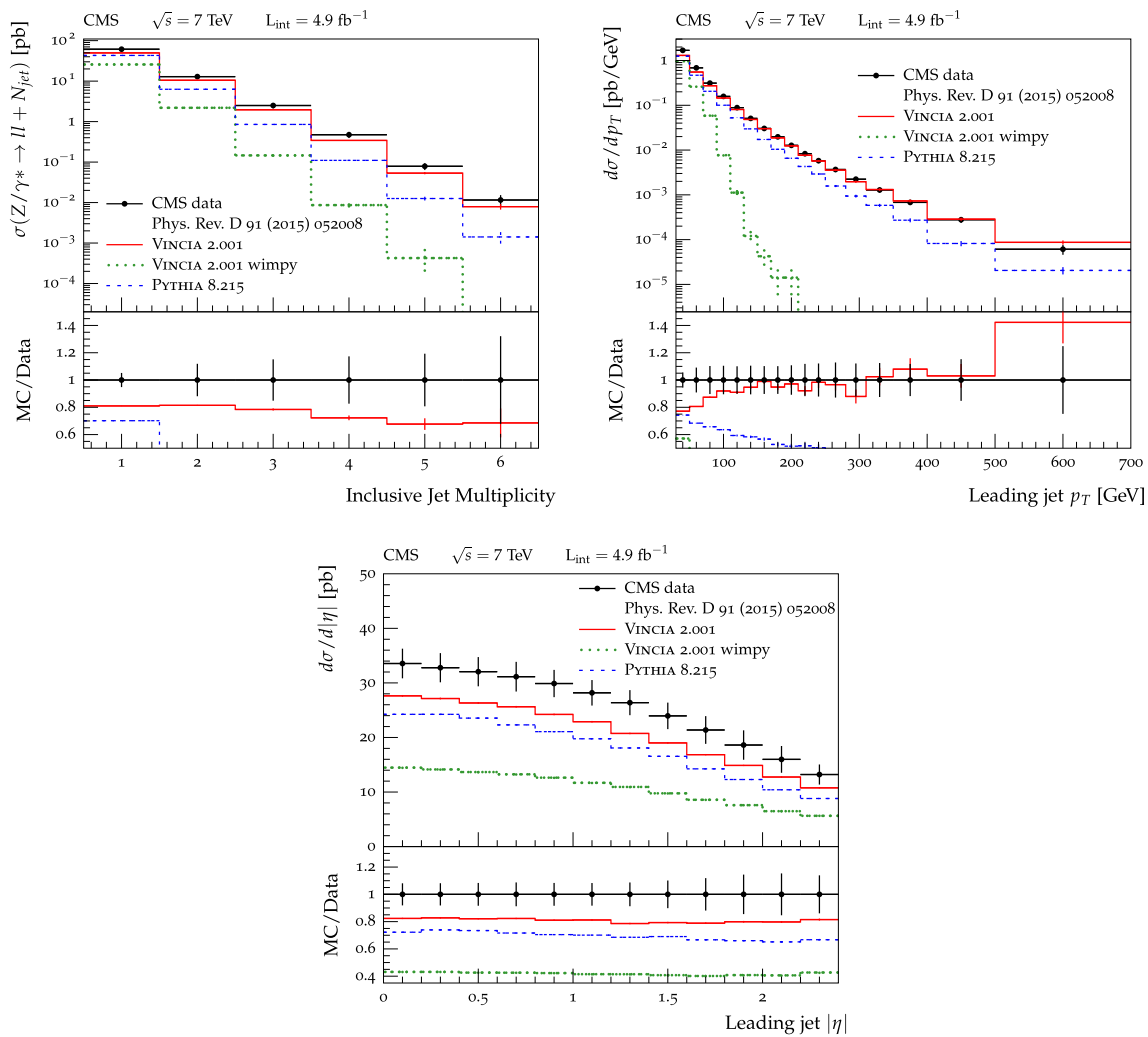 CMS √s = 7 TeV L_int = 4.9 fb⁻¹
σ(Z/γ* → ll + N_jet) [pb]
10²
10¹
1
10⁻¹
10⁻²
10⁻³
10⁻⁴
CMS data
Phys. Rev. D 91 (2015) 052008
VINCIA 2.001
VINCIA 2.001 wimpy
PYTHIA 8.215
MC/Data
1.4
1.2
1
0.8
0.6
1 2 3 4 5 6
Inclusive Jet Multiplicity
CMS √s = 7 TeV L_int = 4.9 fb⁻¹
dσ/dp_T [pb/GeV]
1
10⁻¹
10⁻²
10⁻³
10⁻⁴
10⁻⁵
CMS data
Phys. Rev. D 91 (2015) 052008
VINCIA 2.001
VINCIA 2.001 wimpy
PYTHIA 8.215
MC/Data
1.4
1.2
1
0.8
0.6
100 200 300 400 500 600 700
Leading jet p_T [GeV]
CMS √s = 7 TeV L_int = 4.9 fb⁻¹
dσ/d|η| [pb]
50
40
30
20
10
0
CMS data
Phys. Rev. D 91 (2015) 052008
VINCIA 2.001
VINCIA 2.001 wimpy
PYTHIA 8.215
MC/Data
1.2
1
0.8
0.6
0.4
0 0.5 1 1.5 2
Leading jet |η|